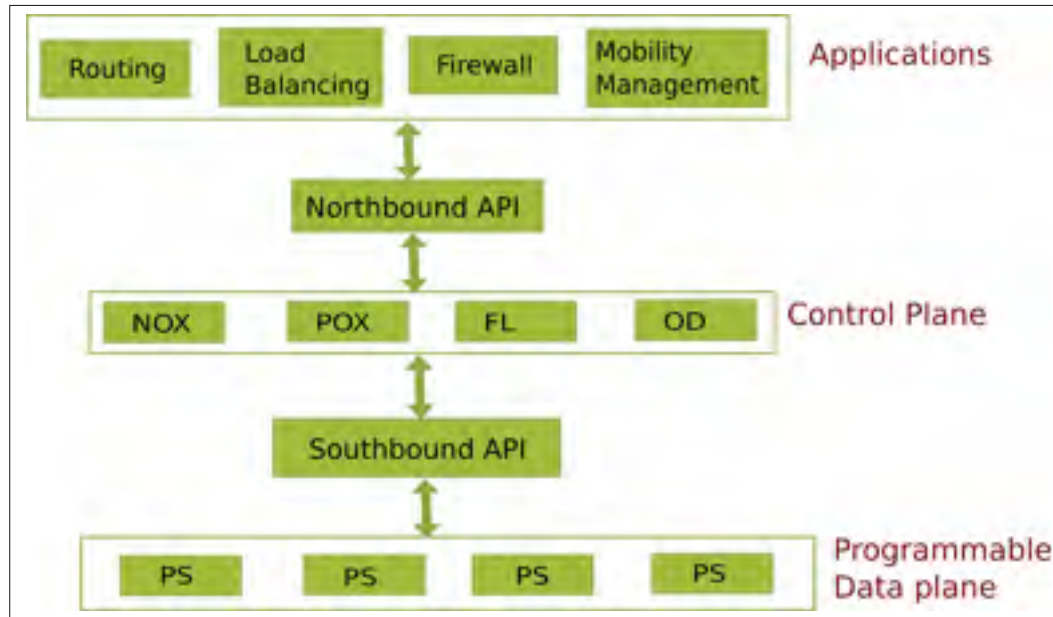 Routing
Load
Balancing
Firewall
Mobility
Management
Applications
Northbound API
NOX
POX
FL
OD
Control Plane
Southbound API
PS
PS
PS
PS
Programmable
Data plane